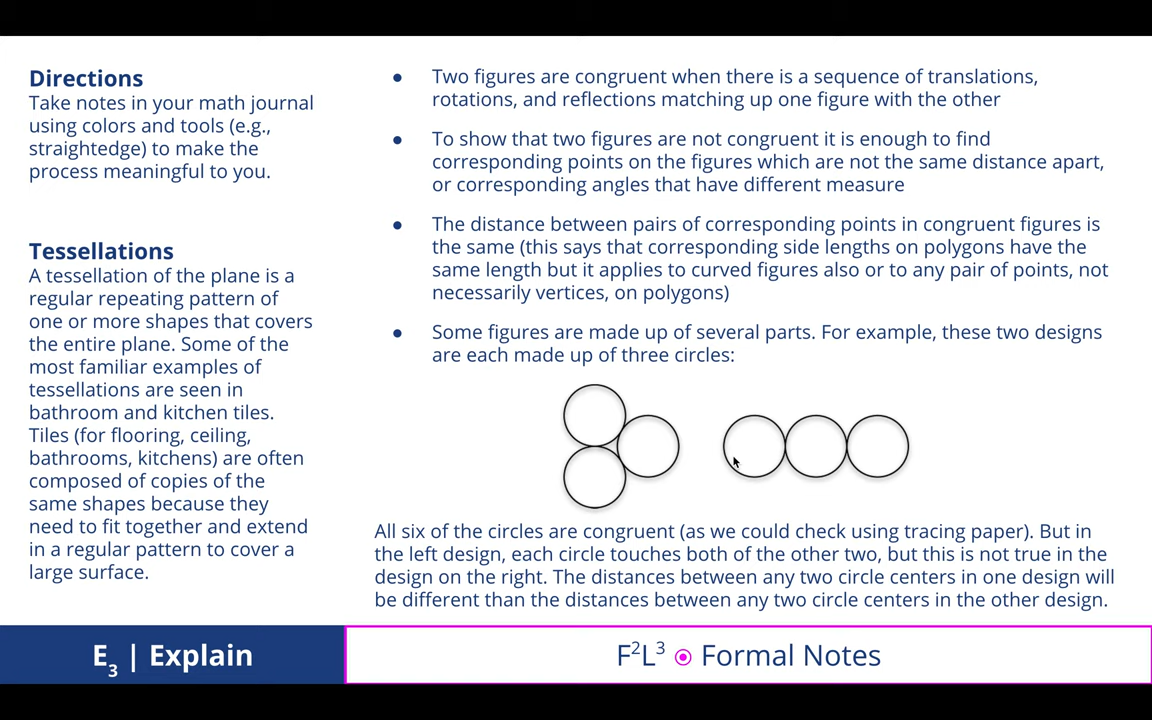 Directions
Take notes in your math journal
using colors and tools (e.g.,
straightedge) to make the
process meaningful to you.
Tessellations
A tessellation of the plane is a
regular repeating pattern of
one or more shapes that covers
the entire plane. Some of the
most familiar examples of
tessellations are seen in
bathroom and kitchen tiles.
Tiles (for flooring, ceiling,
bathrooms, kitchens) are often
composed of copies of the
same shapes because they
need to fit together and extend
in a regular pattern to cover a
large surface.
● Two figures are congruent when there is a sequence of translations,
rotations, and reflections matching up one figure with the other
● To show that two figures are not congruent it is enough to find
corresponding points on the figures which are not the same distance apart,
or corresponding angles that have different measure
● The distance between pairs of corresponding points in congruent figures is
the same (this says that corresponding side lengths on polygons have the
same length but it applies to curved figures also or to any pair of points, not
necessarily vertices, on polygons)
● Some figures are made up of several parts. For example, these two designs
are each made up of three circles:
All six of the circles are congruent (as we could check using tracing paper). But in
the left design, each circle touches both of the other two, but this is not true in the
design on the right. The distances between any two circle centers in one design will
be different than the distances between any two circle centers in the other design.
E₃ | Explain
F²L³ ⦿ Formal Notes